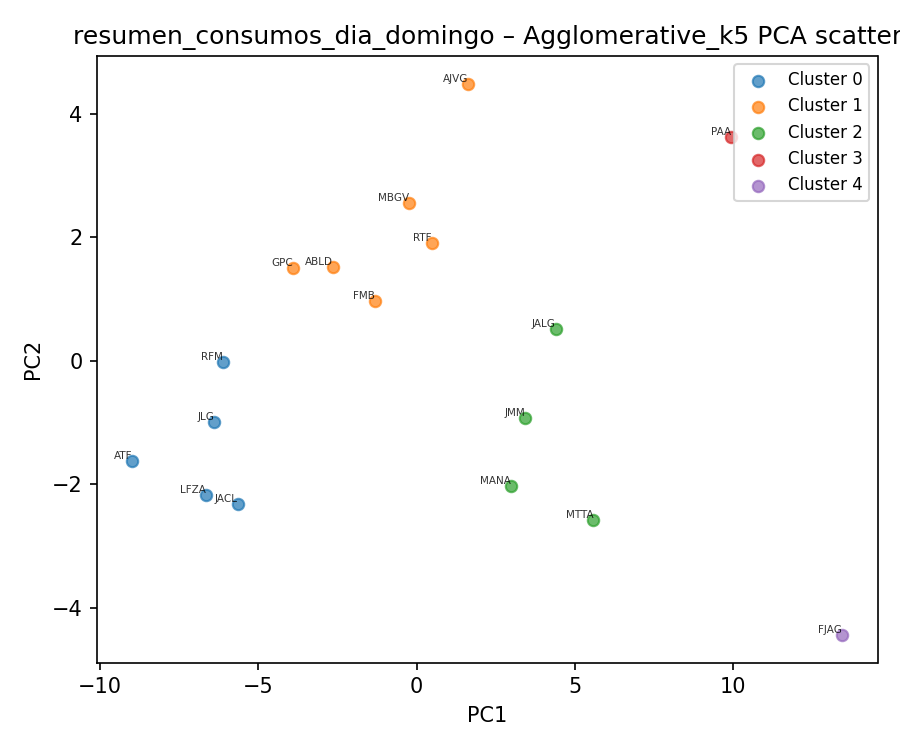 resumen_consumos_dia_domingo – Agglomerative_k5 PCA scatter
Cluster 0
Cluster 1
Cluster 2
Cluster 3
Cluster 4
AJVG
PAA
MBGV
RTF
GPC
ABLD
FMB
JALG
RFM
JLG
JMM
ATF
LFZA
JACL
MANA
MTTA
FJAG
4
2
0
−2
−4
PC2
−10
−5
0
5
10
PC1